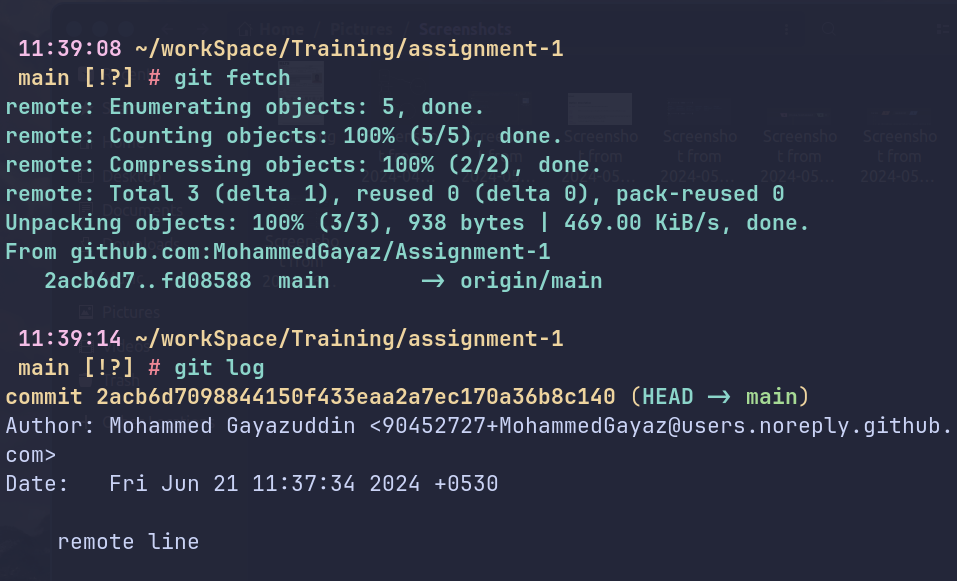 Home / Pictures / Screenshots
11:39:08 ~/workSpace/Training/assignment-1
main [!?] # git fetch
remote: Enumerating objects: 5, done.
remote: Counting objects: 100% (5/5), done.
remote: Compressing objects: 100% (2/2), done.
remote: Total 3 (delta 1), reused 0 (delta 0), pack-reused 0
Unpacking objects: 100% (3/3), 938 bytes | 469.00 KiB/s, done.
From github.com:MohammedGayaz/Assignment-1
2acb6d7..fd08588  main       -> origin/main
Pictures
11:39:14 ~/workSpace/Training/assignment-1
main [!?] # git log
commit 2acb6d7098844150f433eaa2a7ec170a36b8c140 (HEAD -> main)
Author: Mohammed Gayazuddin <90452727+MohammedGayaz@users.noreply.github.
com>
Date:   Fri Jun 21 11:37:34 2024 +0530
remote line